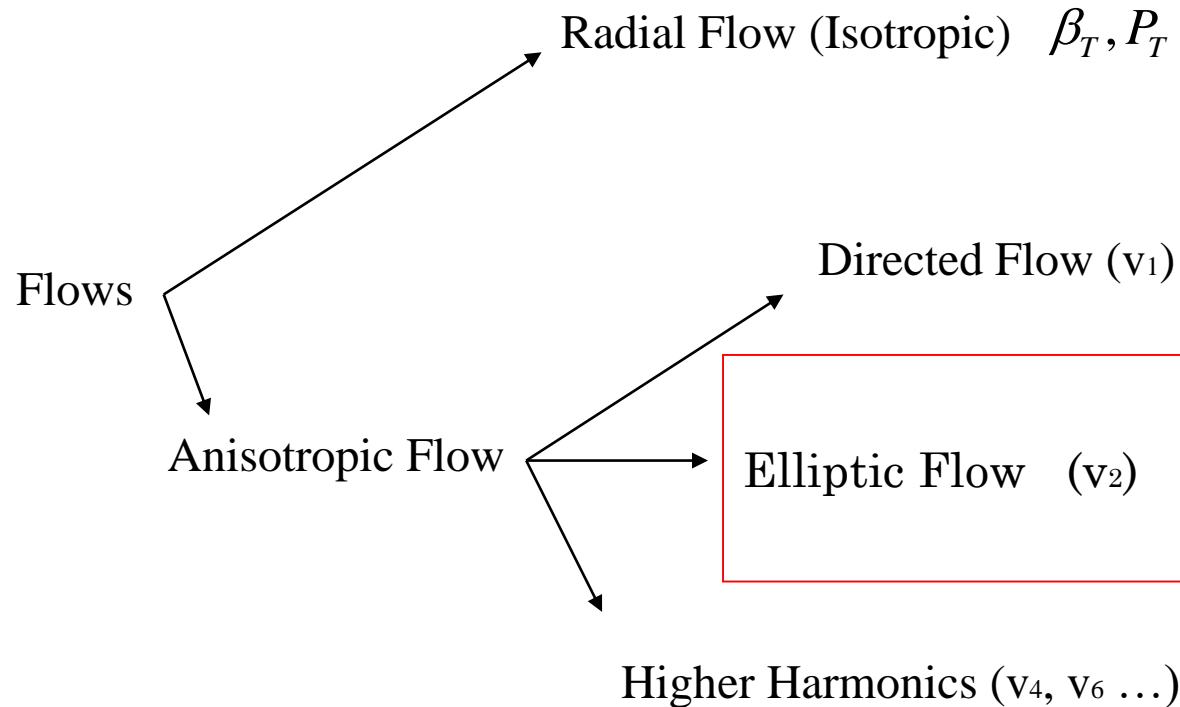 Radial Flow (Isotropic) β_T, P_T
Directed Flow (v₁)
Flows
Anisotropic Flow
Elliptic Flow (v₂)
Higher Harmonics (v₄, v₆ …)